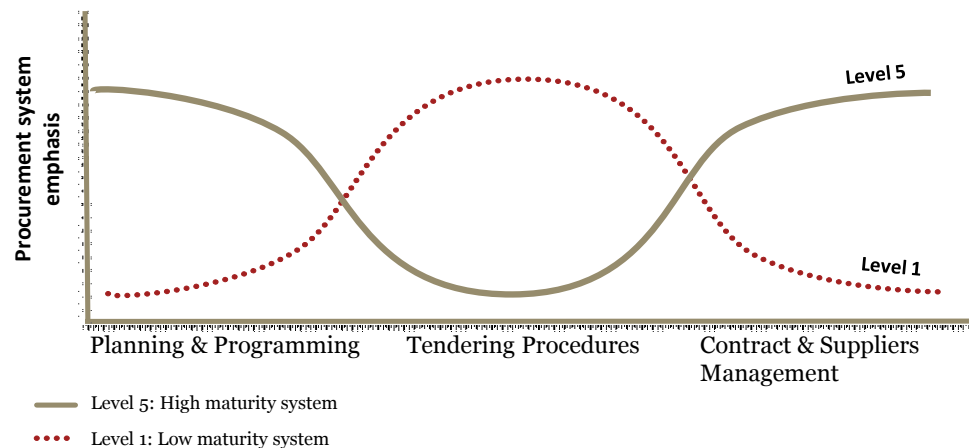 Procurement system
emphasis
Level 5
Level 1
Planning & Programming
Tendering Procedures
Contract & Suppliers
Management
Level 5: High maturity system
Level 1: Low maturity system